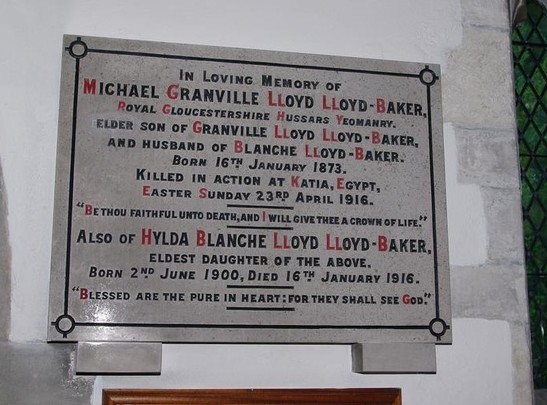 In Loving Memory of
Michael Granville Lloyd Lloyd-Baker,
Royal Gloucestershire Hussars Yeomanry.
elder son of Granville Lloyd Lloyd-Baker,
and husband of Blanche Lloyd-Baker.
Born 16TH January 1873.
Killed in action at Katia, Egypt,
Easter Sunday 23RD April 1916.
"Be thou faithful unto death, and I will give thee a crown of life."
Also of Hylda Blanche Lloyd Lloyd-Baker,
eldest daughter of the above.
Born 2ND June 1900, Died 16TH January 1916.
"Blessed are the pure in heart: for they shall see God."